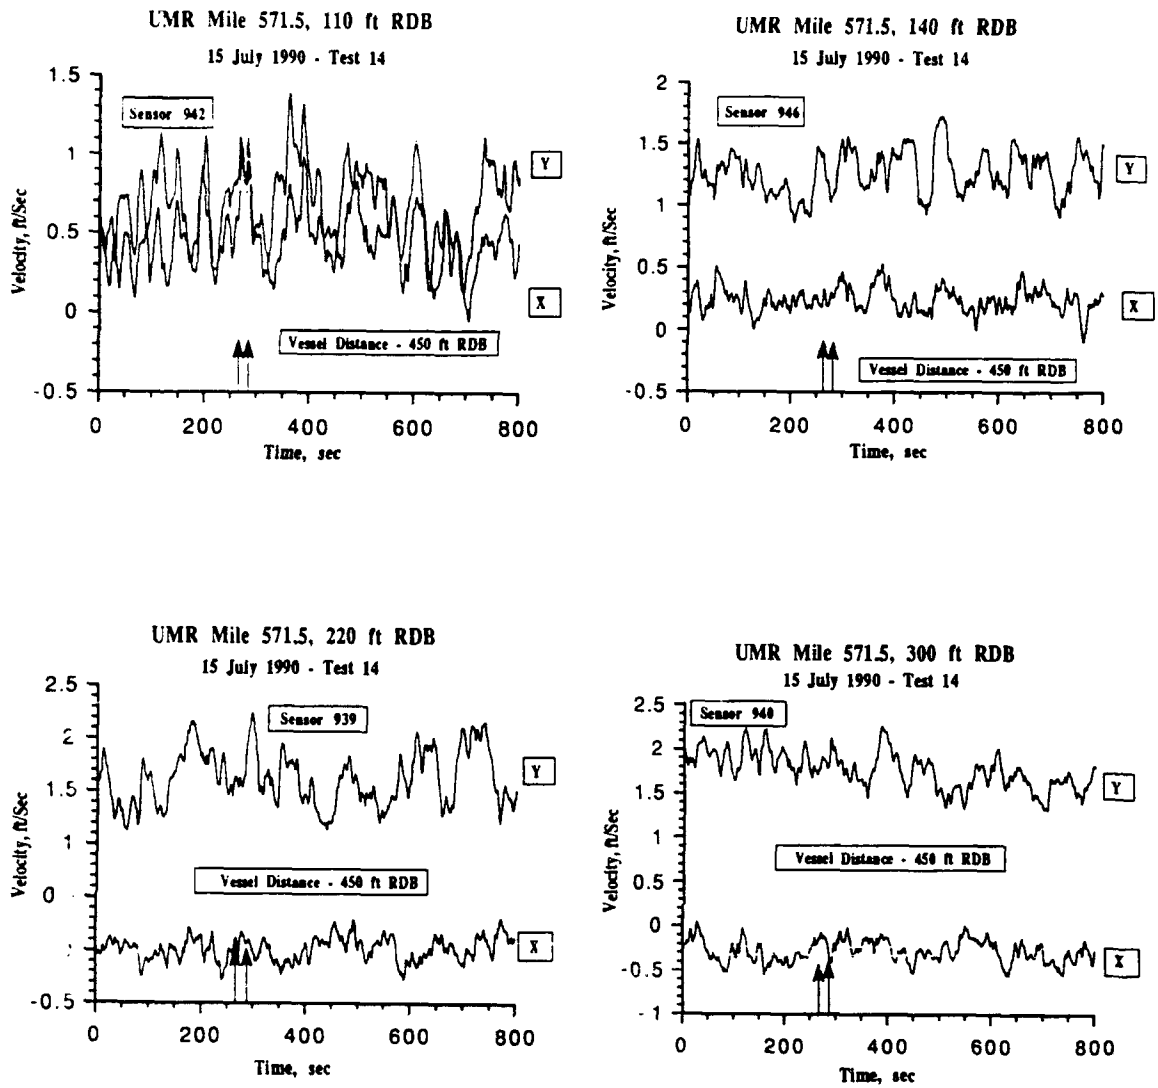 UMR Mile 571.5, 110 ft RDB
15 July 1990 - Test 14
1.5
1
0.5
0
-0.5
Velocity, ft/Sec
Sensor 942
Y
X
Vessel Distance - 450 ft RDB
0 200 400 600 800
Time, sec
UMR Mile 571.5, 140 ft RDB
15 July 1990 - Test 14
2
1.5
1
0.5
0
-0.5
Velocity, ft/Sec
Sensor 946
Y
X
Vessel Distance - 450 ft RDB
0 200 400 600 800
Time, sec
UMR Mile 571.5, 220 ft RDB
15 July 1990 - Test 14
2.5
2
1.5
1
0
-0.5
Velocity, ft/Sec
Sensor 939
Y
Vessel Distance - 450 ft RDB
X
0 200 400 600 800
Time, sec
UMR Mile 571.5, 300 ft RDB
15 July 1990 - Test 14
2.5
2
1.5
1
0.5
0
-0.5
-1
Velocity, ft/Sec
Sensor 940
Y
Vessel Distance - 450 ft RDB
X
0 200 400 600 800
Time, sec